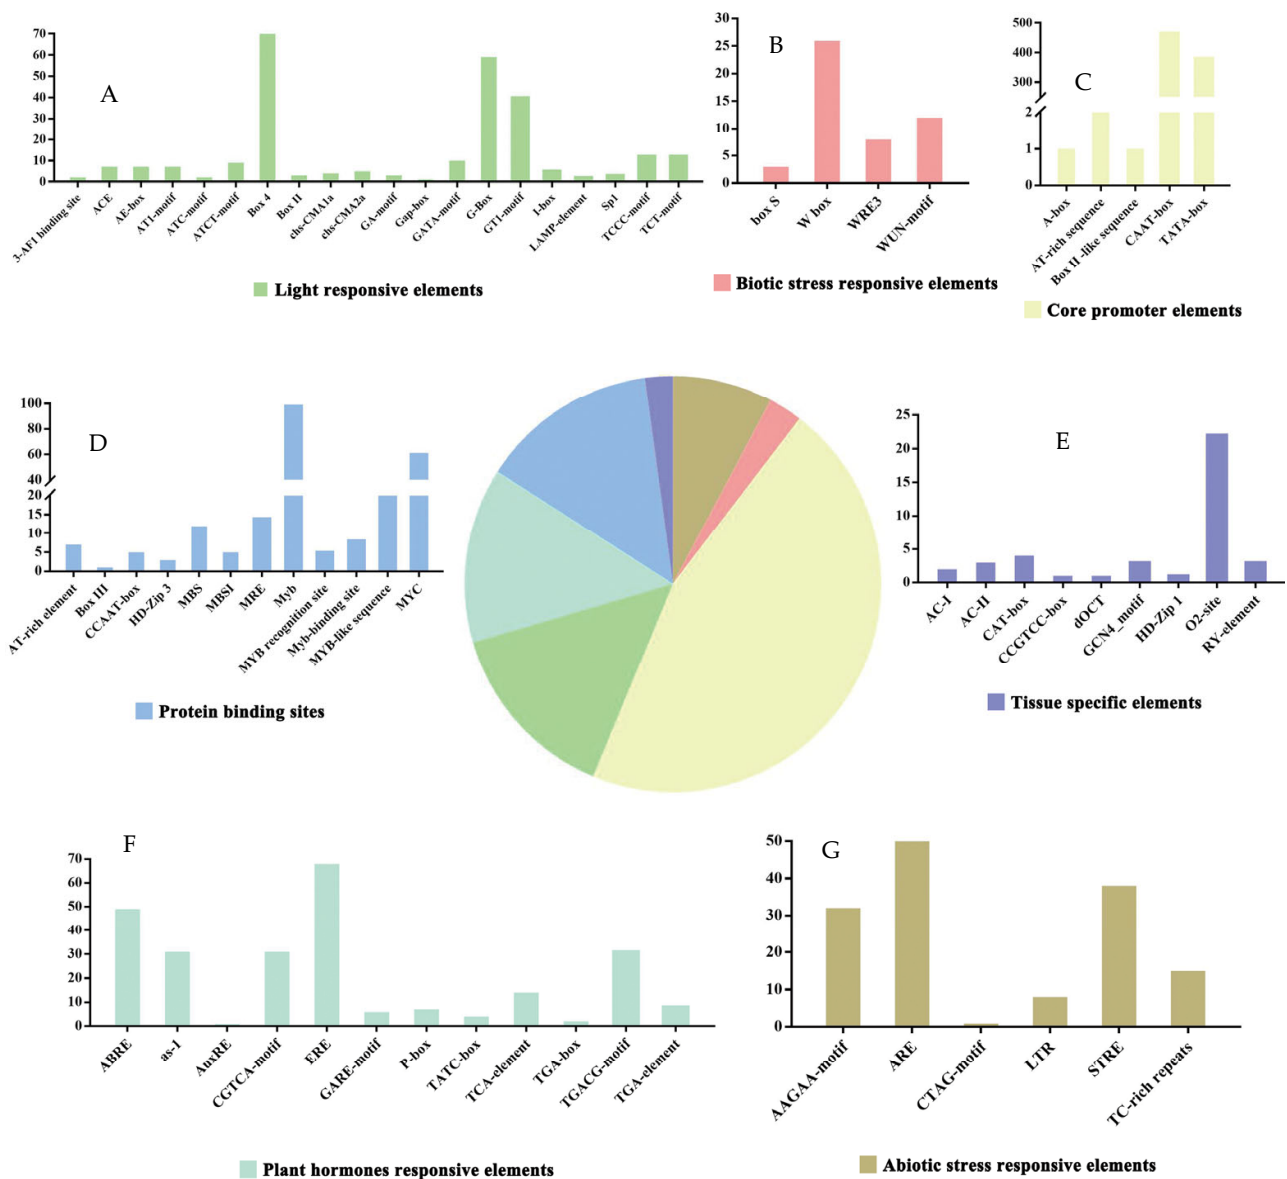 A
70
60
50
40
30
20
10
0
3-AF1 binding site
ACE
AE-box
AT1-motif
ATC-motif
ATCT-motif
Box 4
Box II
chs-CMA1a
chs-CMA2a
GA-motif
Gap-box
GATA-motif
G-Box
GT1-motif
I-box
LAMP-element
Sp1
TCCC-motif
TCT-motif
Light responsive elements
B
30
25
20
15
10
5
0
box S
W box
WRE3
WUN-motif
Biotic stress responsive elements
C
500
400
300
2
1
0
A-box
AT-rich sequence
Box II -like sequence
CAAT-box
TATA-box
Core promoter elements
D
100
80
60
40
20
15
10
5
0
AT-rich element
Box III
CCAAT-box
HD-Zip 3
MBS
MBSI
MRE
Myb
MYB recognition site
Myb-binding site
MYB-like sequence
MYC
Protein binding sites
E
25
20
15
10
5
0
AC-I
AC-II
CAT-box
CCGTCC-box
dOCT
GCN4_motif
HD-Zip 1
O2-site
RY-element
Tissue specific elements
F
70
60
50
40
30
20
10
0
ABRE
as-1
AuxRE
CGTCA-motif
ERE
GARE-motif
P-box
TATC-box
TCA-element
TGA-box
TGACG-motif
TGA-element
Plant hormones responsive elements
G
50
40
30
20
10
0
AAGAA-motif
ARE
CTAG-motif
LTR
STRE
TC-rich repeats
Abiotic stress responsive elements